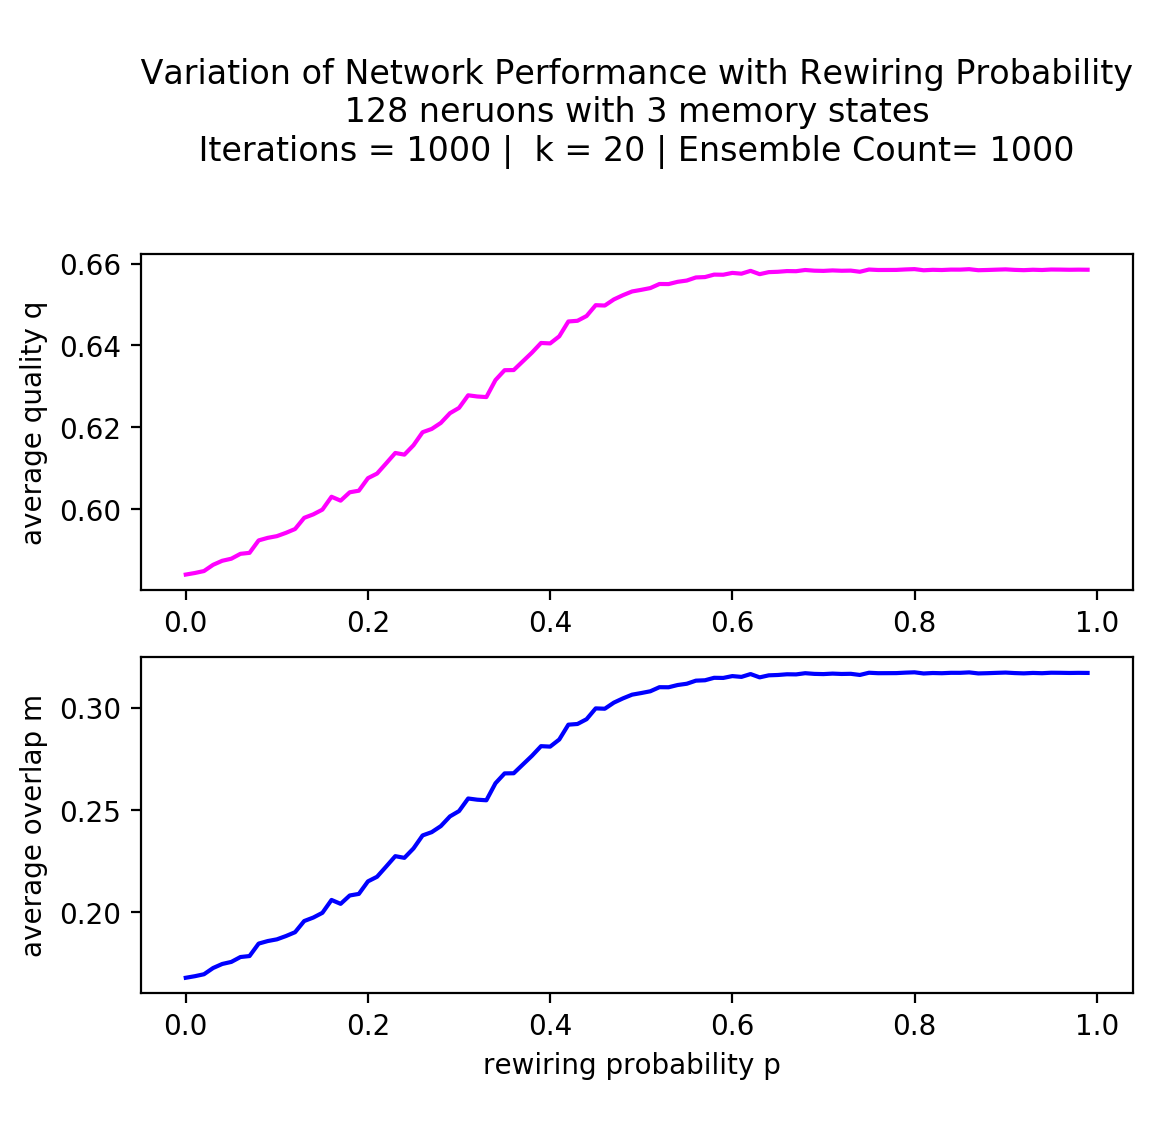 Variation of Network Performance with Rewiring Probability
128 neruons with 3 memory states
Iterations = 1000 |  k = 20 | Ensemble Count= 1000
average quality q
0.66
0.64
0.62
0.60
0.0 0.2 0.4 0.6 0.8 1.0
average overlap m
0.30
0.25
0.20
0.0 0.2 0.4 0.6 0.8 1.0
rewiring probability p